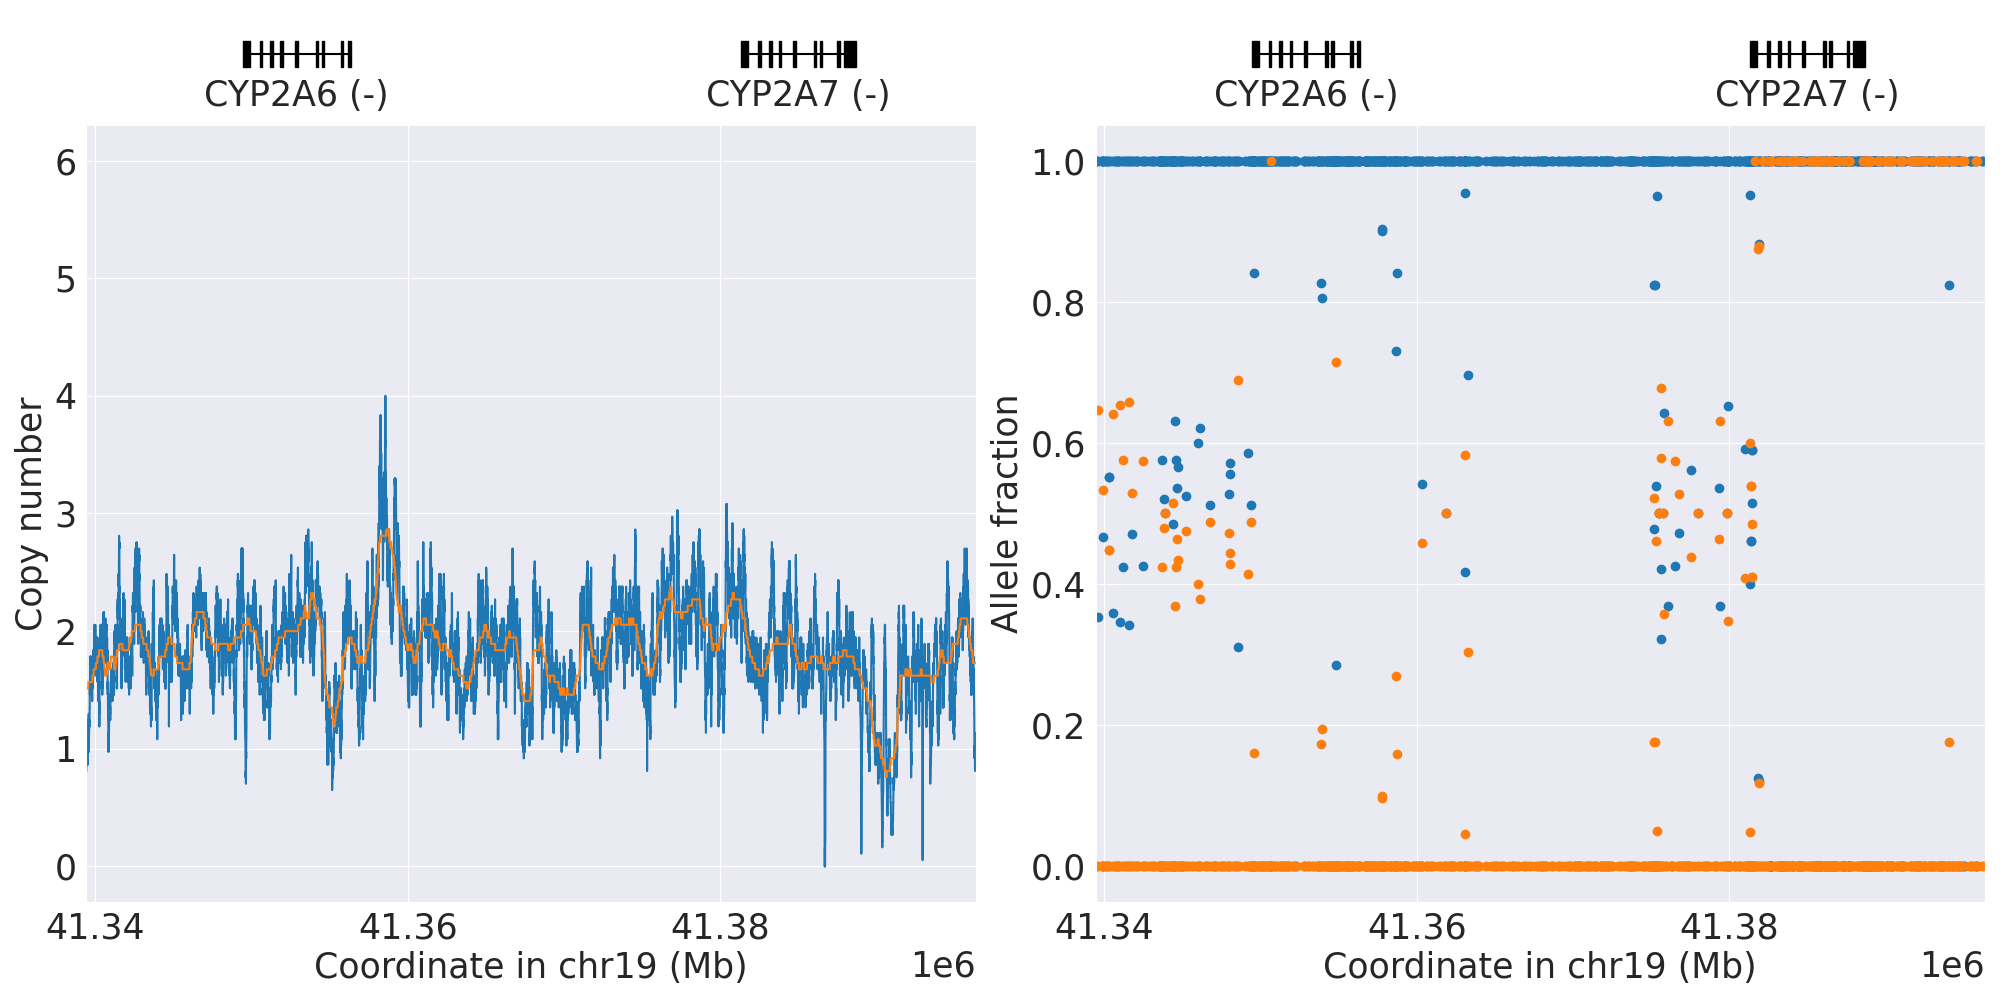 CYP2A6 (-) CYP2A7 (-)
6
5
4
3
2
1
0
Copy number
41.34 41.36 41.38
Coordinate in chr19 (Mb) 1e6
CYP2A6 (-) CYP2A7 (-)
1.0
0.8
0.6
0.4
0.2
0.0
Allele fraction
41.34 41.36 41.38
Coordinate in chr19 (Mb) 1e6